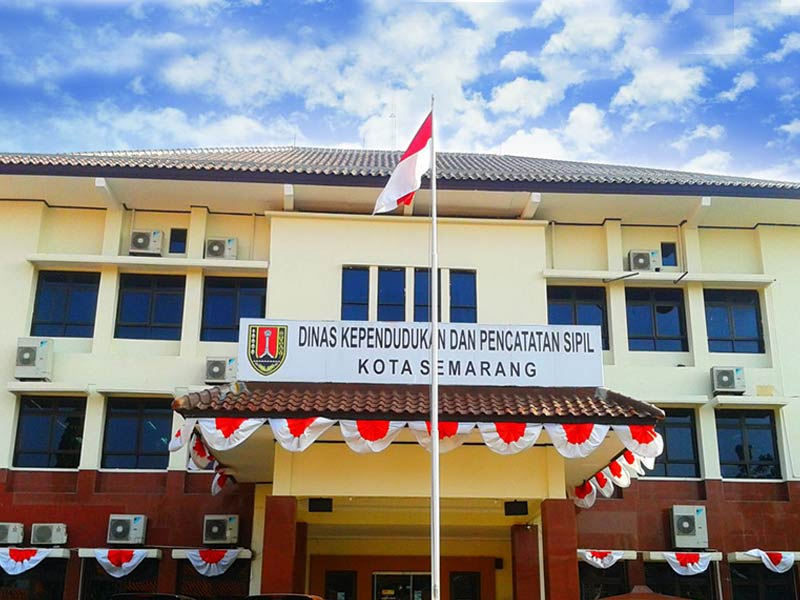 DINAS KEPENDUDUKAN DAN PENCATATAN SIPIL
KOTA SEMARANG